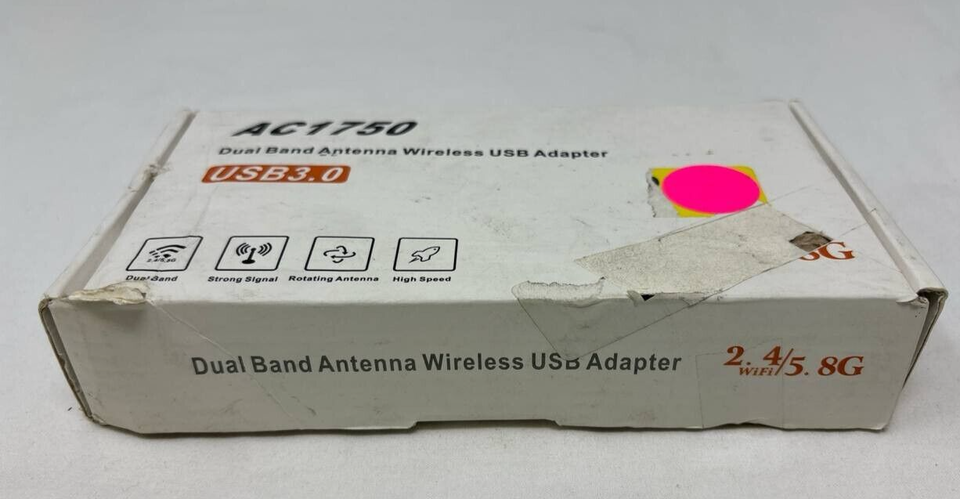 AC1750
Dual Band Antenna Wireless USB Adapter
USB3.0
Dual Band Strong Signal Rotating Antenna High Speed
Dual Band Antenna Wireless USB Adapter
2.4/5.8G
WiFi